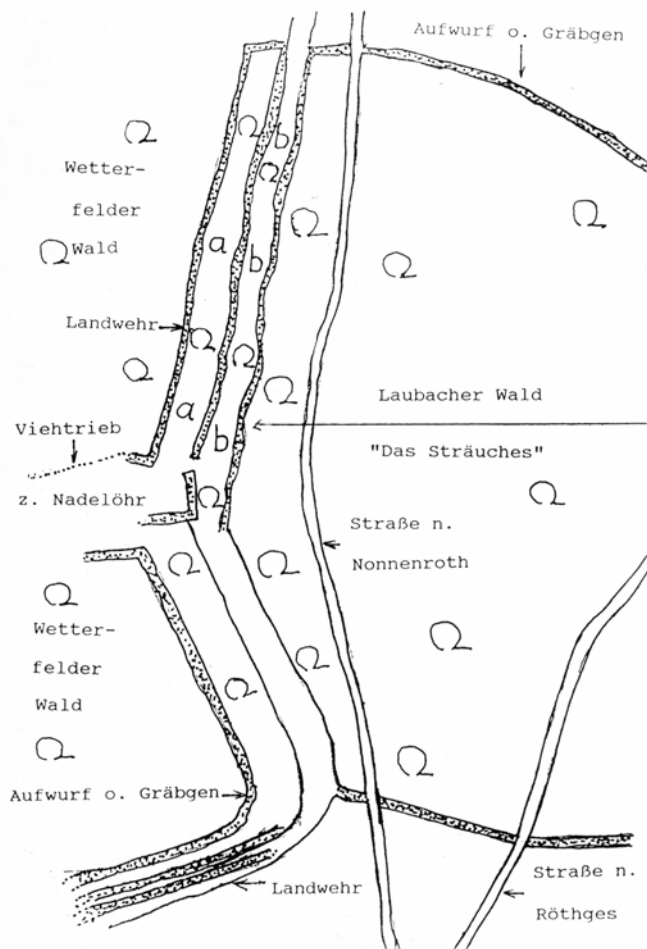 Aufwurf o. Gräbgen
b
Wetter-
felder
Wald
a
b
Landwehr
a
Laubacher Wald
Viehtrieb
b
"Das Sträuches"
z. Nadelöhr
Straße n.
Nonnenroth
Wetter-
felder
Wald
Aufwurf o. Gräbgen
Landwehr
Straße n.
Röthges